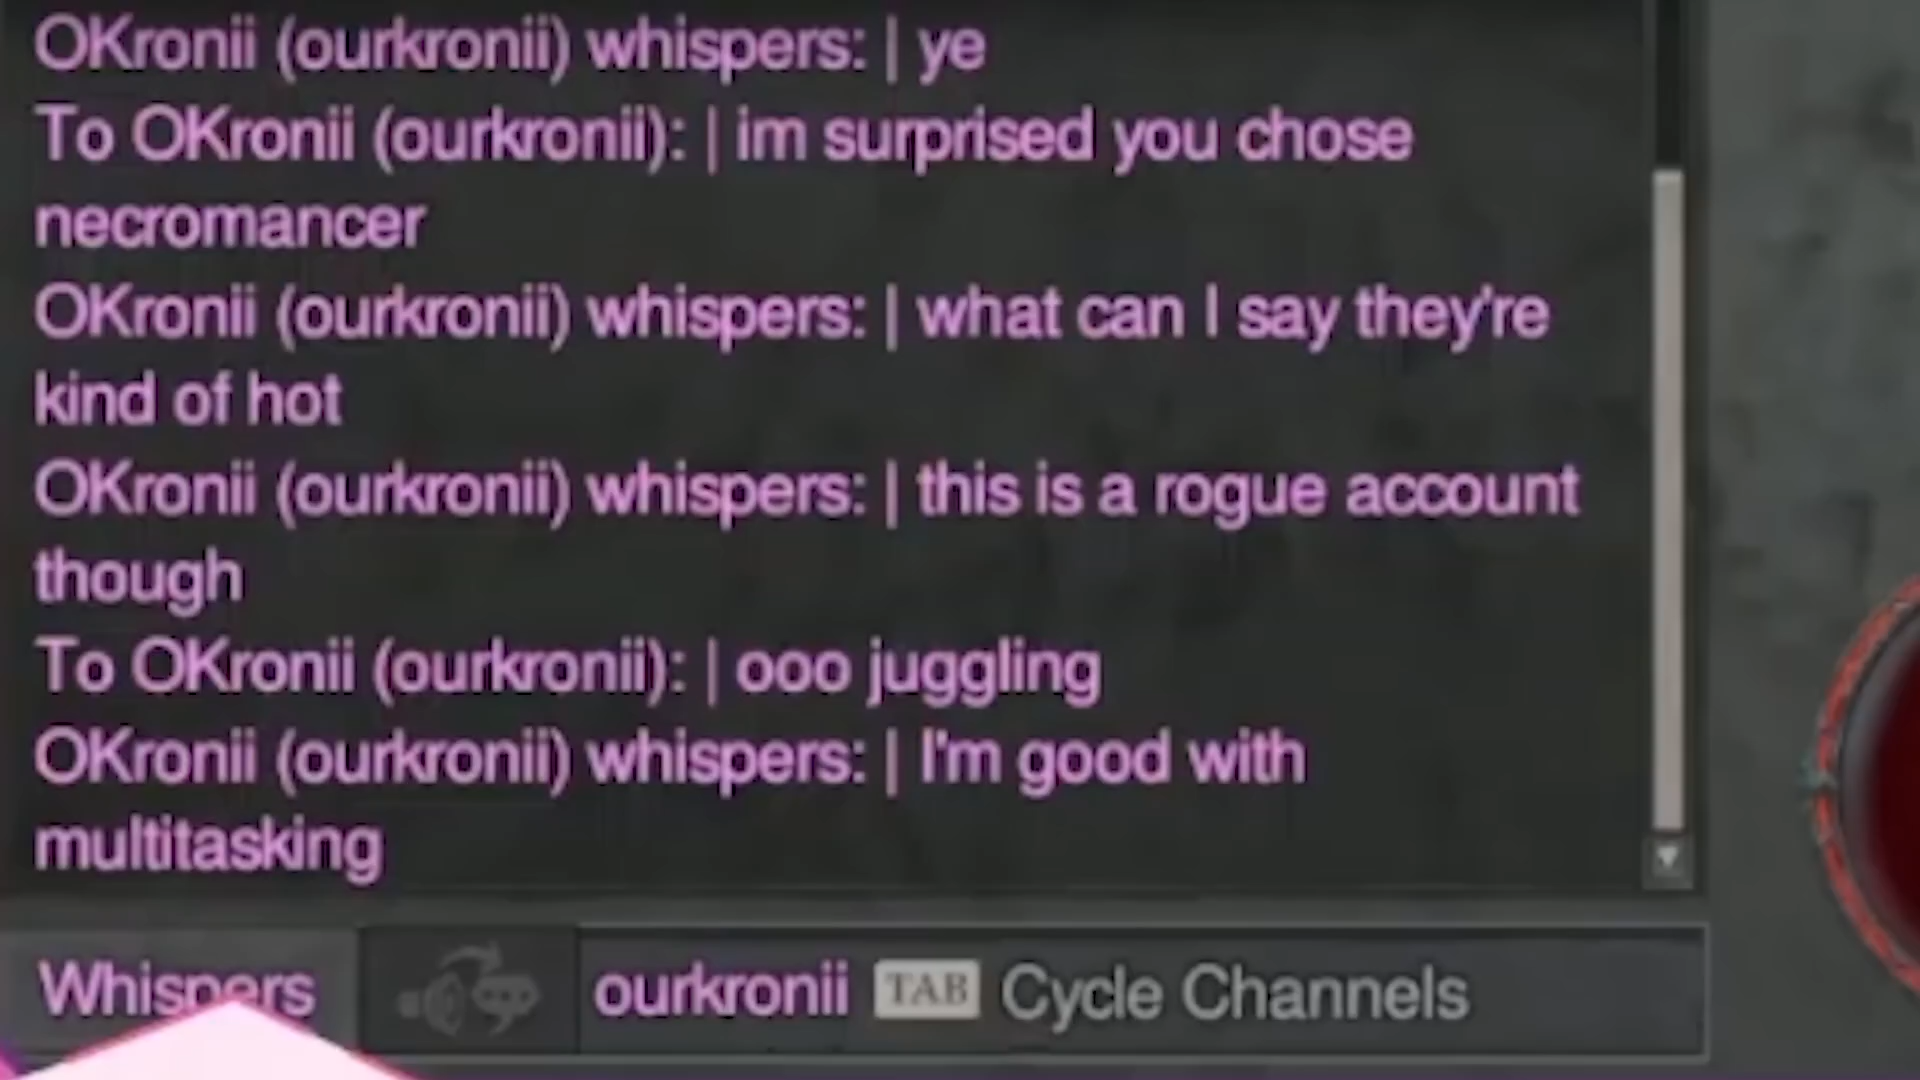 OKronii (ourkronii) whispers: | ye
To OKronii (ourkronii): | im surprised you chose
necromancer
OKronii (ourkronii) whispers: | what can I say they're
kind of hot
OKronii (ourkronii) whispers: | this is a rogue account
though
To OKronii (ourkronii): | ooo juggling
OKronii (ourkronii) whispers: | I'm good with
multitasking
Whispers ourkronii TAB Cycle Channels